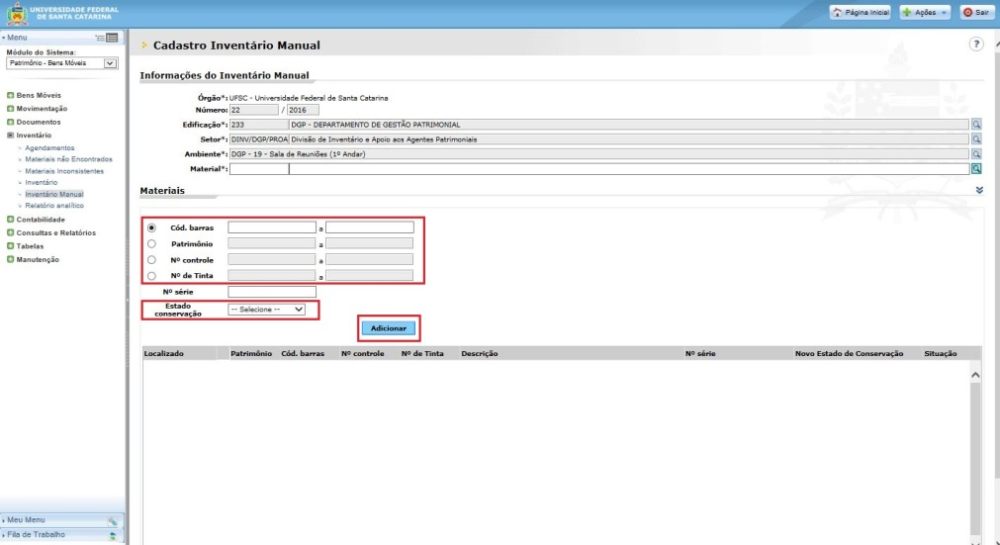 UNIVERSIDADE FEDERAL
DE SANTA CATARINA
Página Inicial
Ações
Sair
Menu
Módulo do Sistema:
Patrimônio - Bens Móveis
Bens Móveis
Movimentação
Documentos
Inventário
Agendamentos
Materiais não Encontrados
Materiais Inconsistentes
Inventário
Inventário Manual
Relatório analítico
Contabilidade
Consultas e Relatórios
Tabelas
Manutenção
Meu Menu
Fila de Trabalho
Cadastro Inventário Manual
?
Informações do Inventário Manual
Órgão*: UFSC - Universidade Federal de Santa Catarina
Número: 22 / 2016
Edificação*: 233 DGP - DEPARTAMENTO DE GESTÃO PATRIMONIAL
Setor*: DINV/DGP/PROA Divisão de Inventário e Apoio aos Agentes Patrimoniais
Ambiente*: DGP - 19 - Sala de Reuniões (1º Andar)
Material*:
Materiais
Cód. barras a
Patrimônio a
Nº controle a
Nº de Tinta a
Nº série
Estado conservação -- Selecione --
Adicionar
Localizado Patrimônio Cód. barras Nº controle Nº de Tinta Descrição Nº série Novo Estado de Conservação Situação